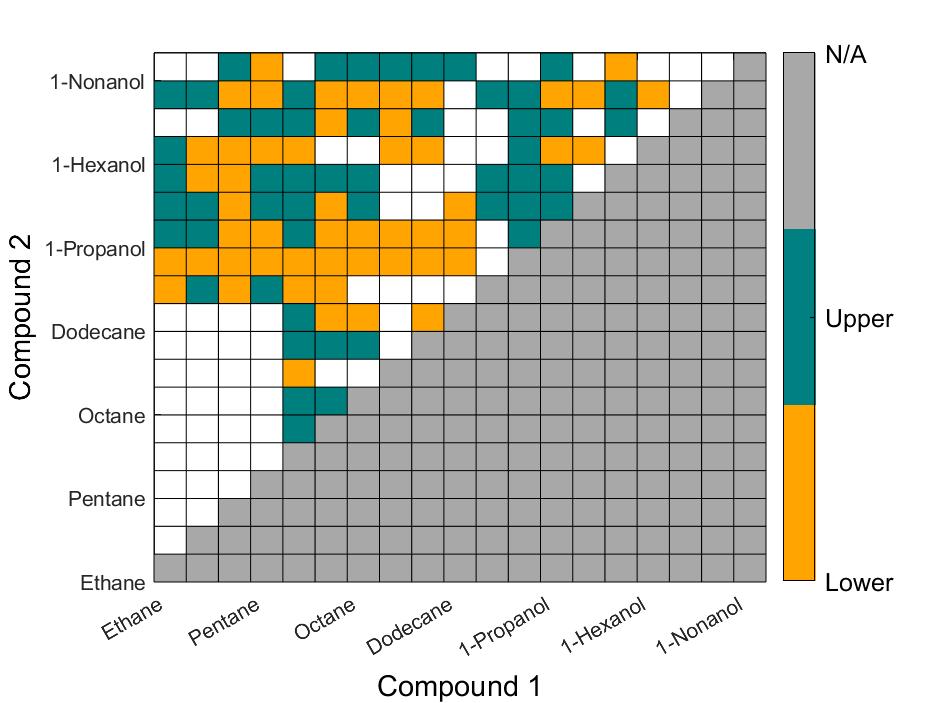 N/A
1-Nonanol
1-Hexanol
1-Propanol
Dodecane
Octane
Pentane
Ethane
Compound 2
Upper
Lower
Ethane
Pentane
Octane
Dodecane
1-Propanol
1-Hexanol
1-Nonanol
Compound 1